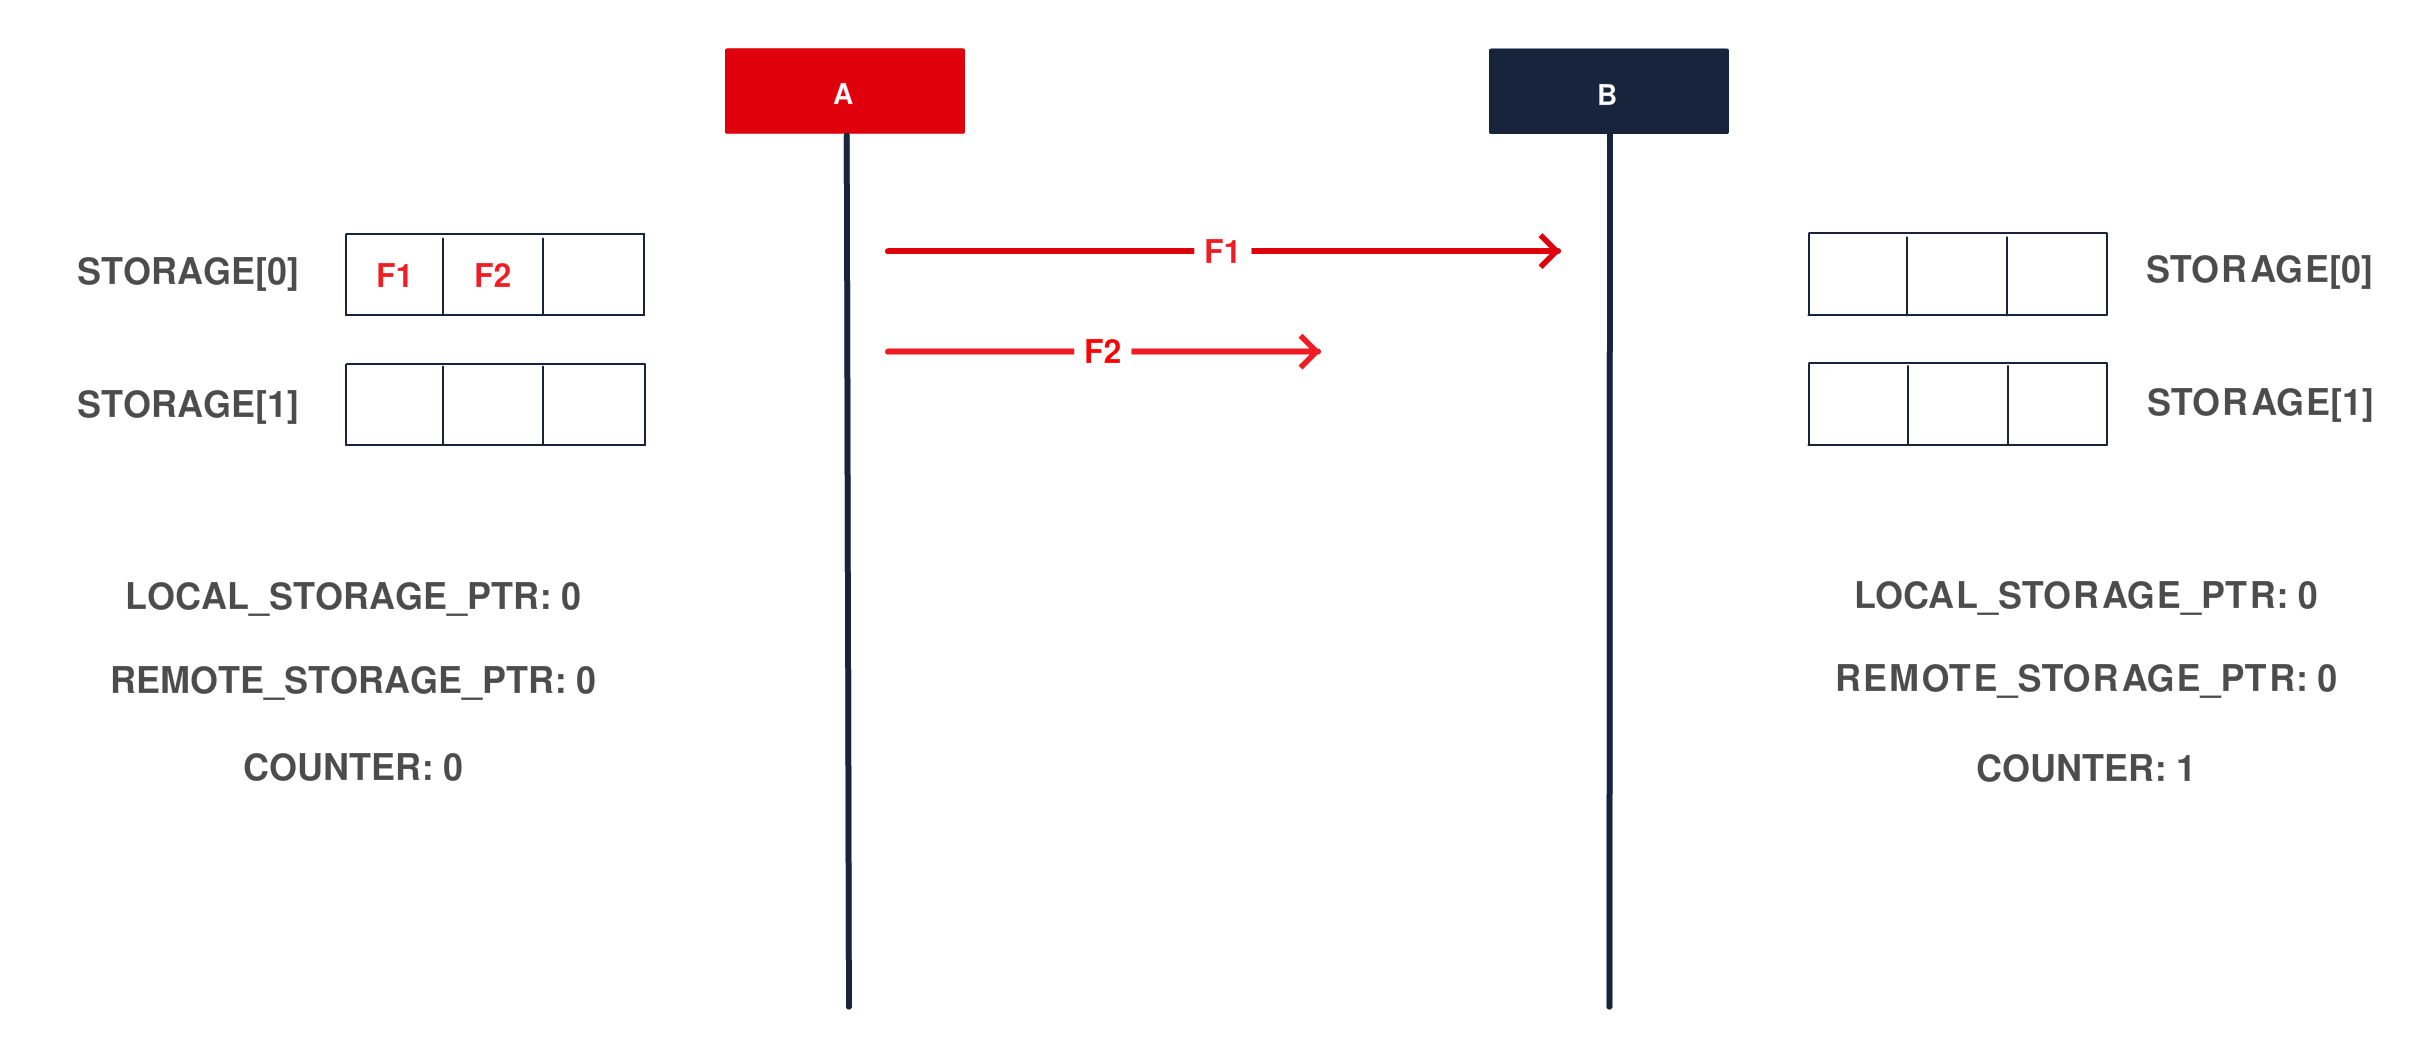 A
B
STORAGE[0]
F1
F2
F1
STORAGE[0]
F2
STORAGE[1]
STORAGE[1]
LOCAL_STORAGE_PTR: 0
LOCAL_STORAGE_PTR: 0
REMOTE_STORAGE_PTR: 0
REMOTE_STORAGE_PTR: 0
COUNTER: 0
COUNTER: 1